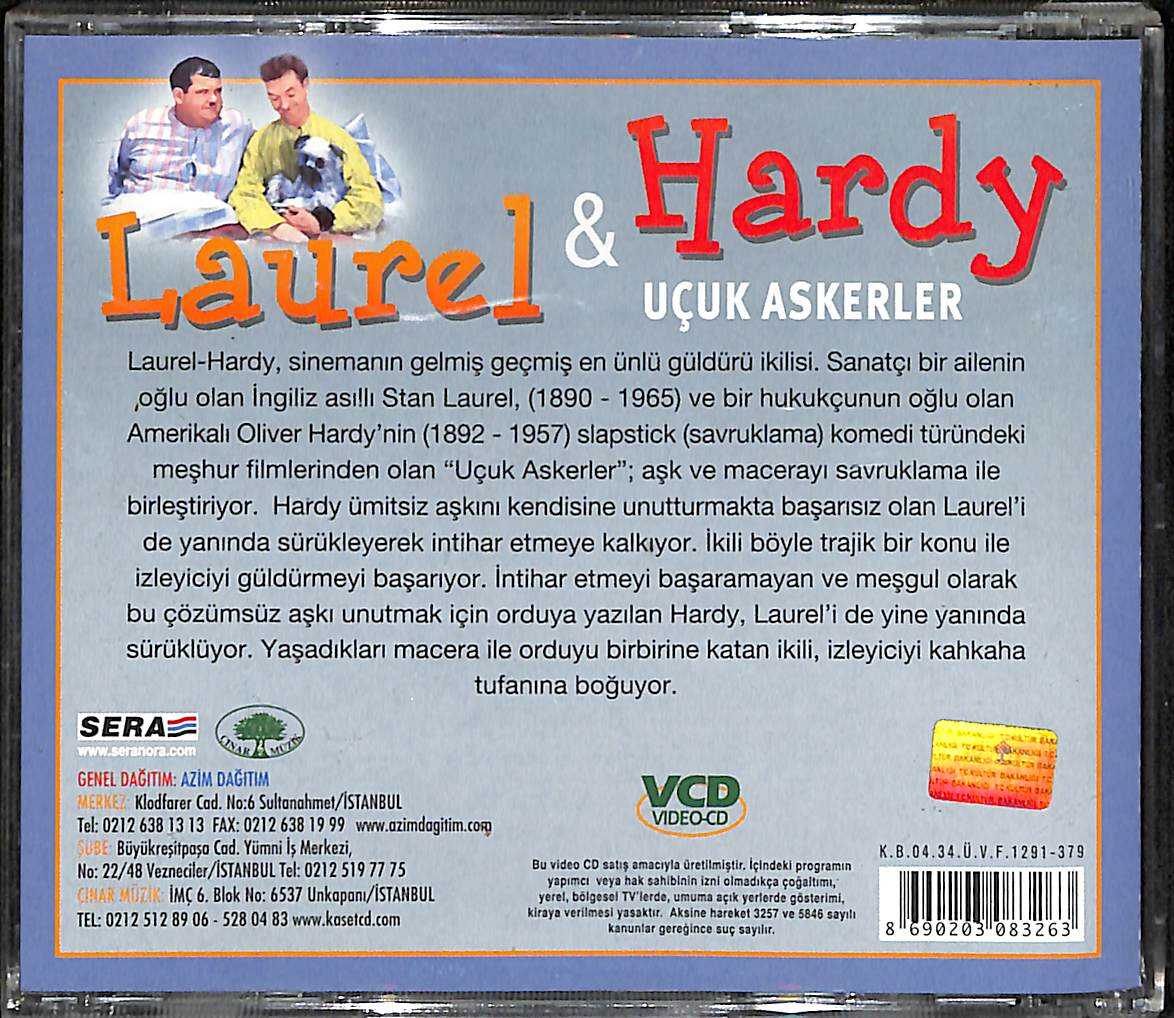 Laurel & Hardy
UÇUK ASKERLER
Laurel-Hardy, sinemanın gelmiş geçmiş en ünlü güldürü ikilisi. Sanatçı bir ailenin
oğlu olan İngiliz asıllı Stan Laurel, (1890 - 1965) ve bir hukukçunun oğlu olan
Amerikalı Oliver Hardy'nin (1892 - 1957) slapstick (savruklama) komedi türündeki
meşhur filmlerinden olan “Uçuk Askerler”; aşk ve macerayı savruklama ile
birleştiriyor. Hardy ümitsiz aşkını kendisine unutturmakta başarısız olan Laurel'i
de yanında sürükleyerek intihar etmeye kalkıyor. İkili böyle trajik bir konu ile
izleyiciyi güldürmeyi başarıyor. İntihar etmeyi başaramayan ve meşgul olarak
bu çözümsüz aşkı unutmak için orduya yazılan Hardy, Laurel'i de yine yanında
sürüklüyor. Yaşadıkları macera ile orduyu birbirine katan ikili, izleyiciyi kahkaha
tufanına boğuyor.
SERA
www.seranora.com
ÇINAR MÜZİK
GENEL DAĞITIM: AZİM DAĞITIM
MERKEZ: Klodfarer Cad. No:6 Sultanahmet/İSTANBUL
Tel: 0212 638 13 13 FAX: 0212 638 19 99 www.azimdagitim.com
ŞUBE: Büyükreşitpaşa Cad. Yümni İş Merkezi,
No: 22/48 Vezneciler/İSTANBUL Tel: 0212 519 77 75
ÇINAR MÜZİK: İMÇ 6. Blok No: 6537 Unkapanı/İSTANBUL
TEL: 0212 512 89 06 - 528 04 83 www.kasetcd.com
VCD
VIDEO-CD
Bu video CD satış amacıyla üretilmiştir. İçindeki programın
yapımcı veya hak sahibinin izni olmadıkça çoğaltımı,
yerel, bölgesel TV'lerde, umuma açık yerlerde gösterimi,
kiraya verilmesi yasaktır. Aksine hareket 3257 ve 5846 sayılı
kanunlar gereğince suç sayılır.
K.B.04.34.Ü.V.F.1291-379
8 690203 083263